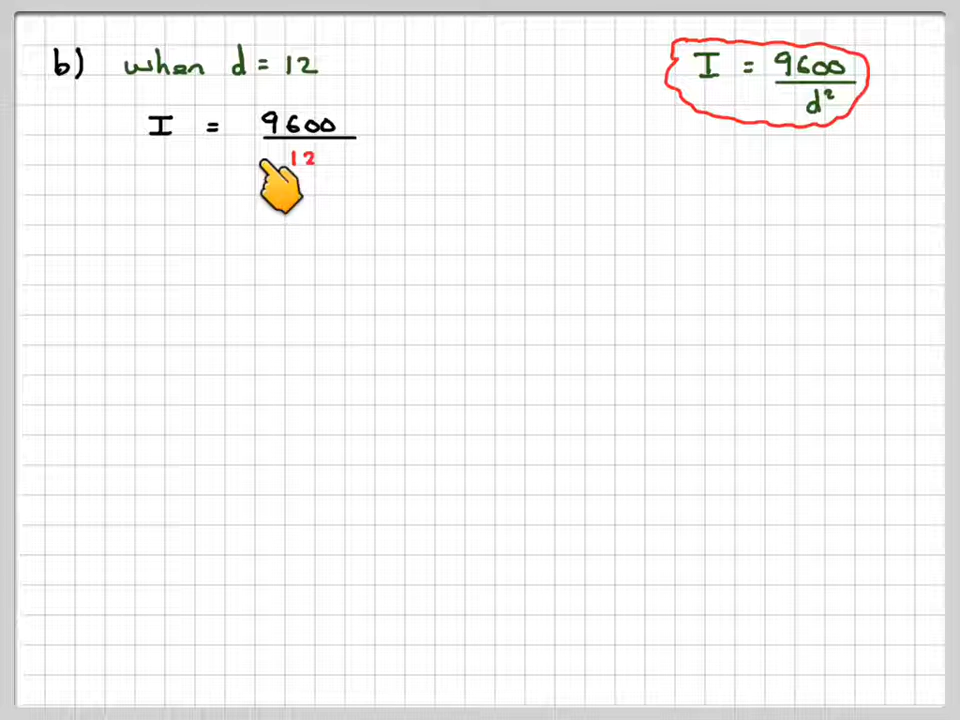 b) when d = 12
I = 9600 / 12
I = 9600 / d²